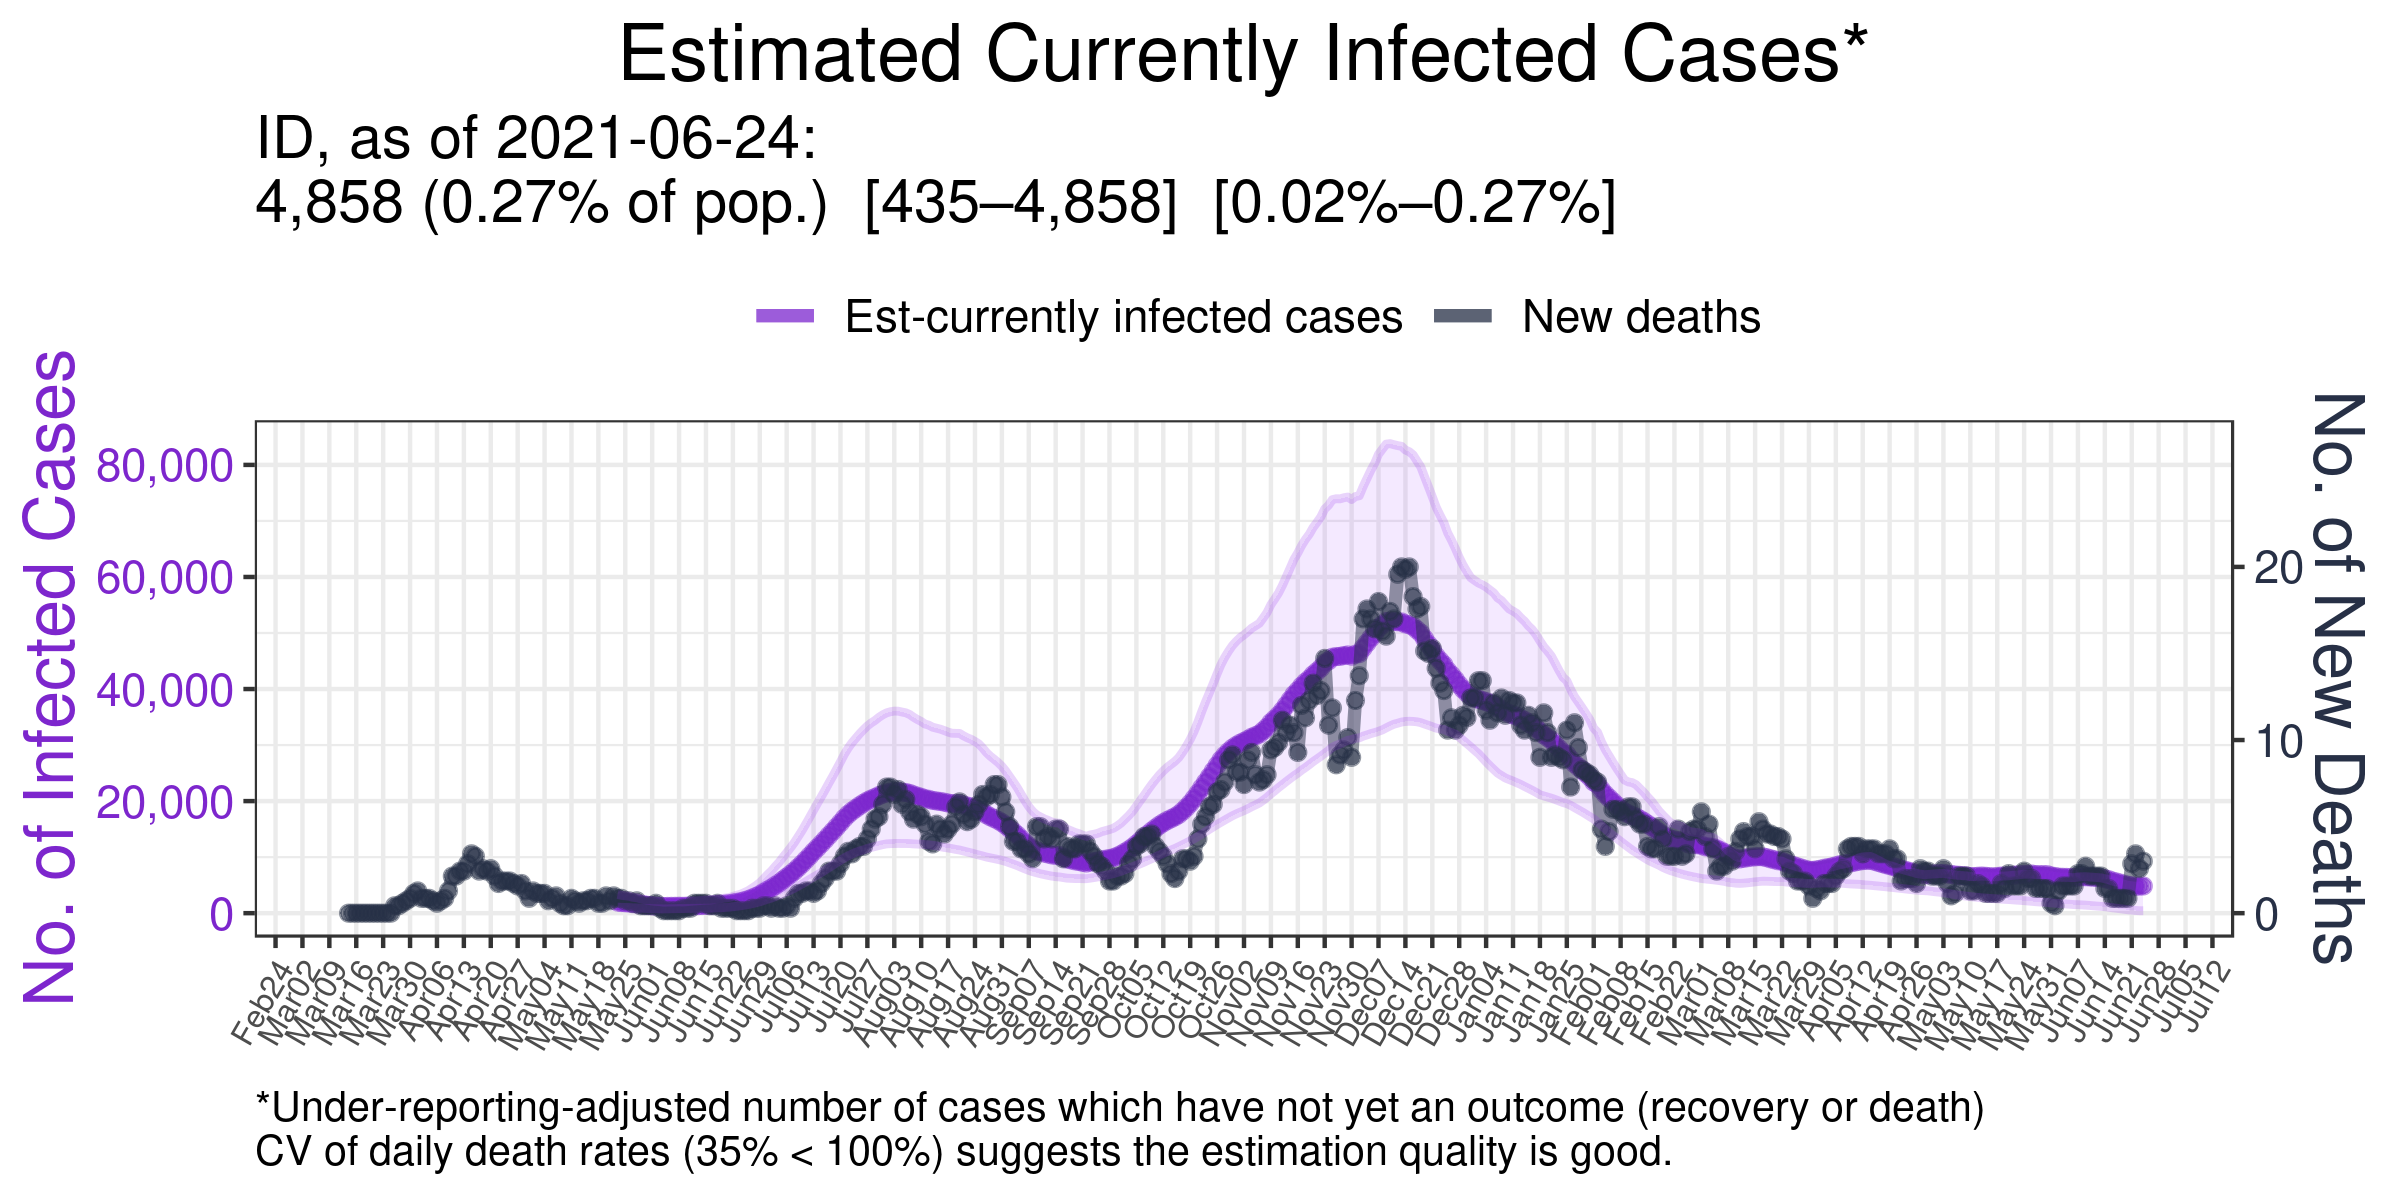 Estimated Currently Infected Cases*
ID, as of 2021-06-24:
4,858 (0.27% of pop.) [435–4,858] [0.02%–0.27%]
Est-currently infected cases New deaths
No. of Infected Cases
80,000
60,000
40,000
20,000
0
No. of New Deaths
20
10
0
Feb24 Mar02 Mar09 Mar16 Mar23 Mar30 Apr06 Apr13 Apr20 Apr27 May04 May11 May18 May25 Jun01 Jun08 Jun15 Jun22 Jun29 Jul06 Jul13 Jul20 Jul27 Aug03 Aug10 Aug17 Aug24 Aug31 Sep07 Sep14 Sep21 Sep28 Oct05 Oct12 Oct19 Oct26 Nov02 Nov09 Nov16 Nov23 Nov30 Dec07 Dec14 Dec21 Dec28 Jan04 Jan11 Jan18 Jan25 Feb01 Feb08 Feb15 Feb22 Mar01 Mar08 Mar15 Mar22 Mar29 Apr05 Apr12 Apr19 Apr26 May03 May10 May17 May24 May31 Jun07 Jun14 Jun21 Jun28 Jul05 Jul12
*Under-reporting-adjusted number of cases which have not yet an outcome (recovery or death)
CV of daily death rates (35% < 100%) suggests the estimation quality is good.